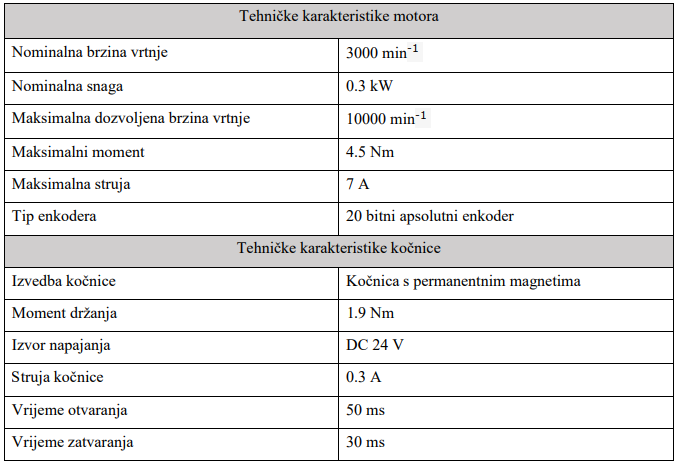 Tehničke karakteristike motora
Nominalna brzina vrtnje 3000 min⁻¹
Nominalna snaga 0.3 kW
Maksimalna dozvoljena brzina vrtnje 10000 min⁻¹
Maksimalni moment 4.5 Nm
Maksimalna struja 7 A
Tip enkodera 20 bitni apsolutni enkoder
Tehničke karakteristike kočnice
Izvedba kočnice Kočnica s permanentnim magnetima
Moment držanja 1.9 Nm
Izvor napajanja DC 24 V
Struja kočnice 0.3 A
Vrijeme otvaranja 50 ms
Vrijeme zatvaranja 30 ms